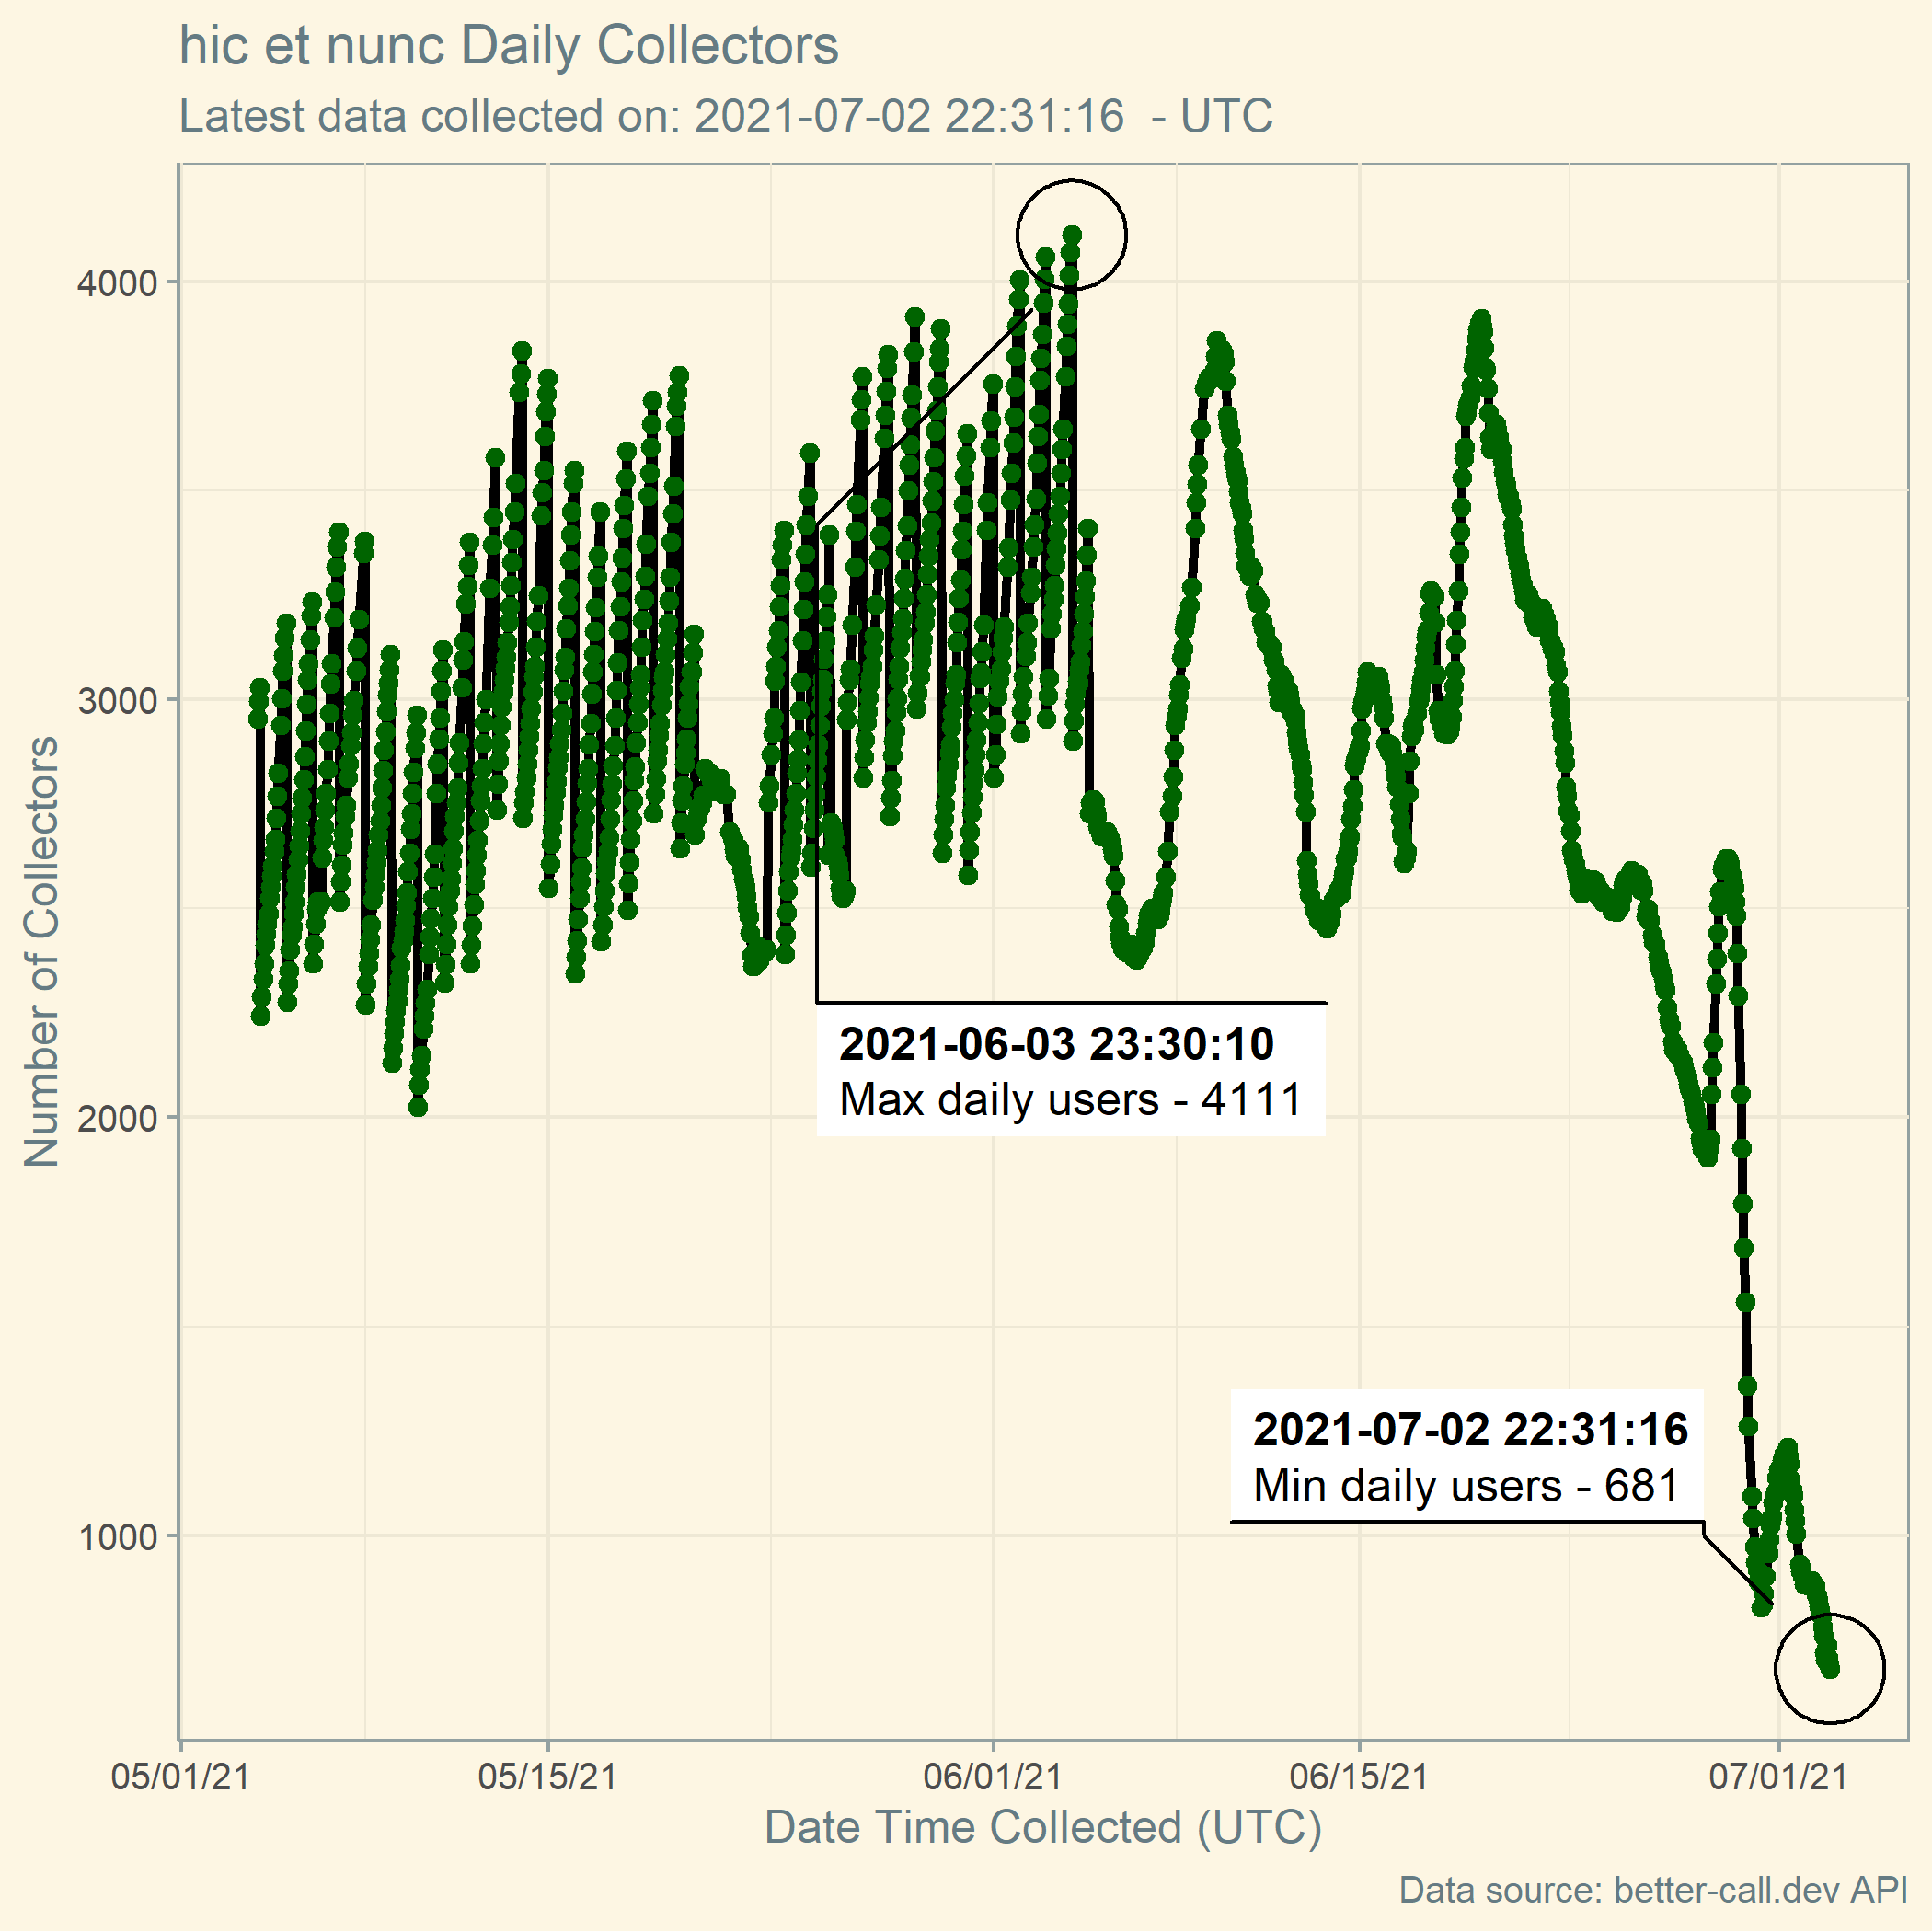 hic et nunc Daily Collectors
Latest data collected on: 2021-07-02 22:31:16  - UTC
Number of Collectors
4000
3000
2000
1000
2021-06-03 23:30:10
Max daily users - 4111
2021-07-02 22:31:16
Min daily users - 681
05/01/21
05/15/21
06/01/21
06/15/21
07/01/21
Date Time Collected (UTC)
Data source: better-call.dev API